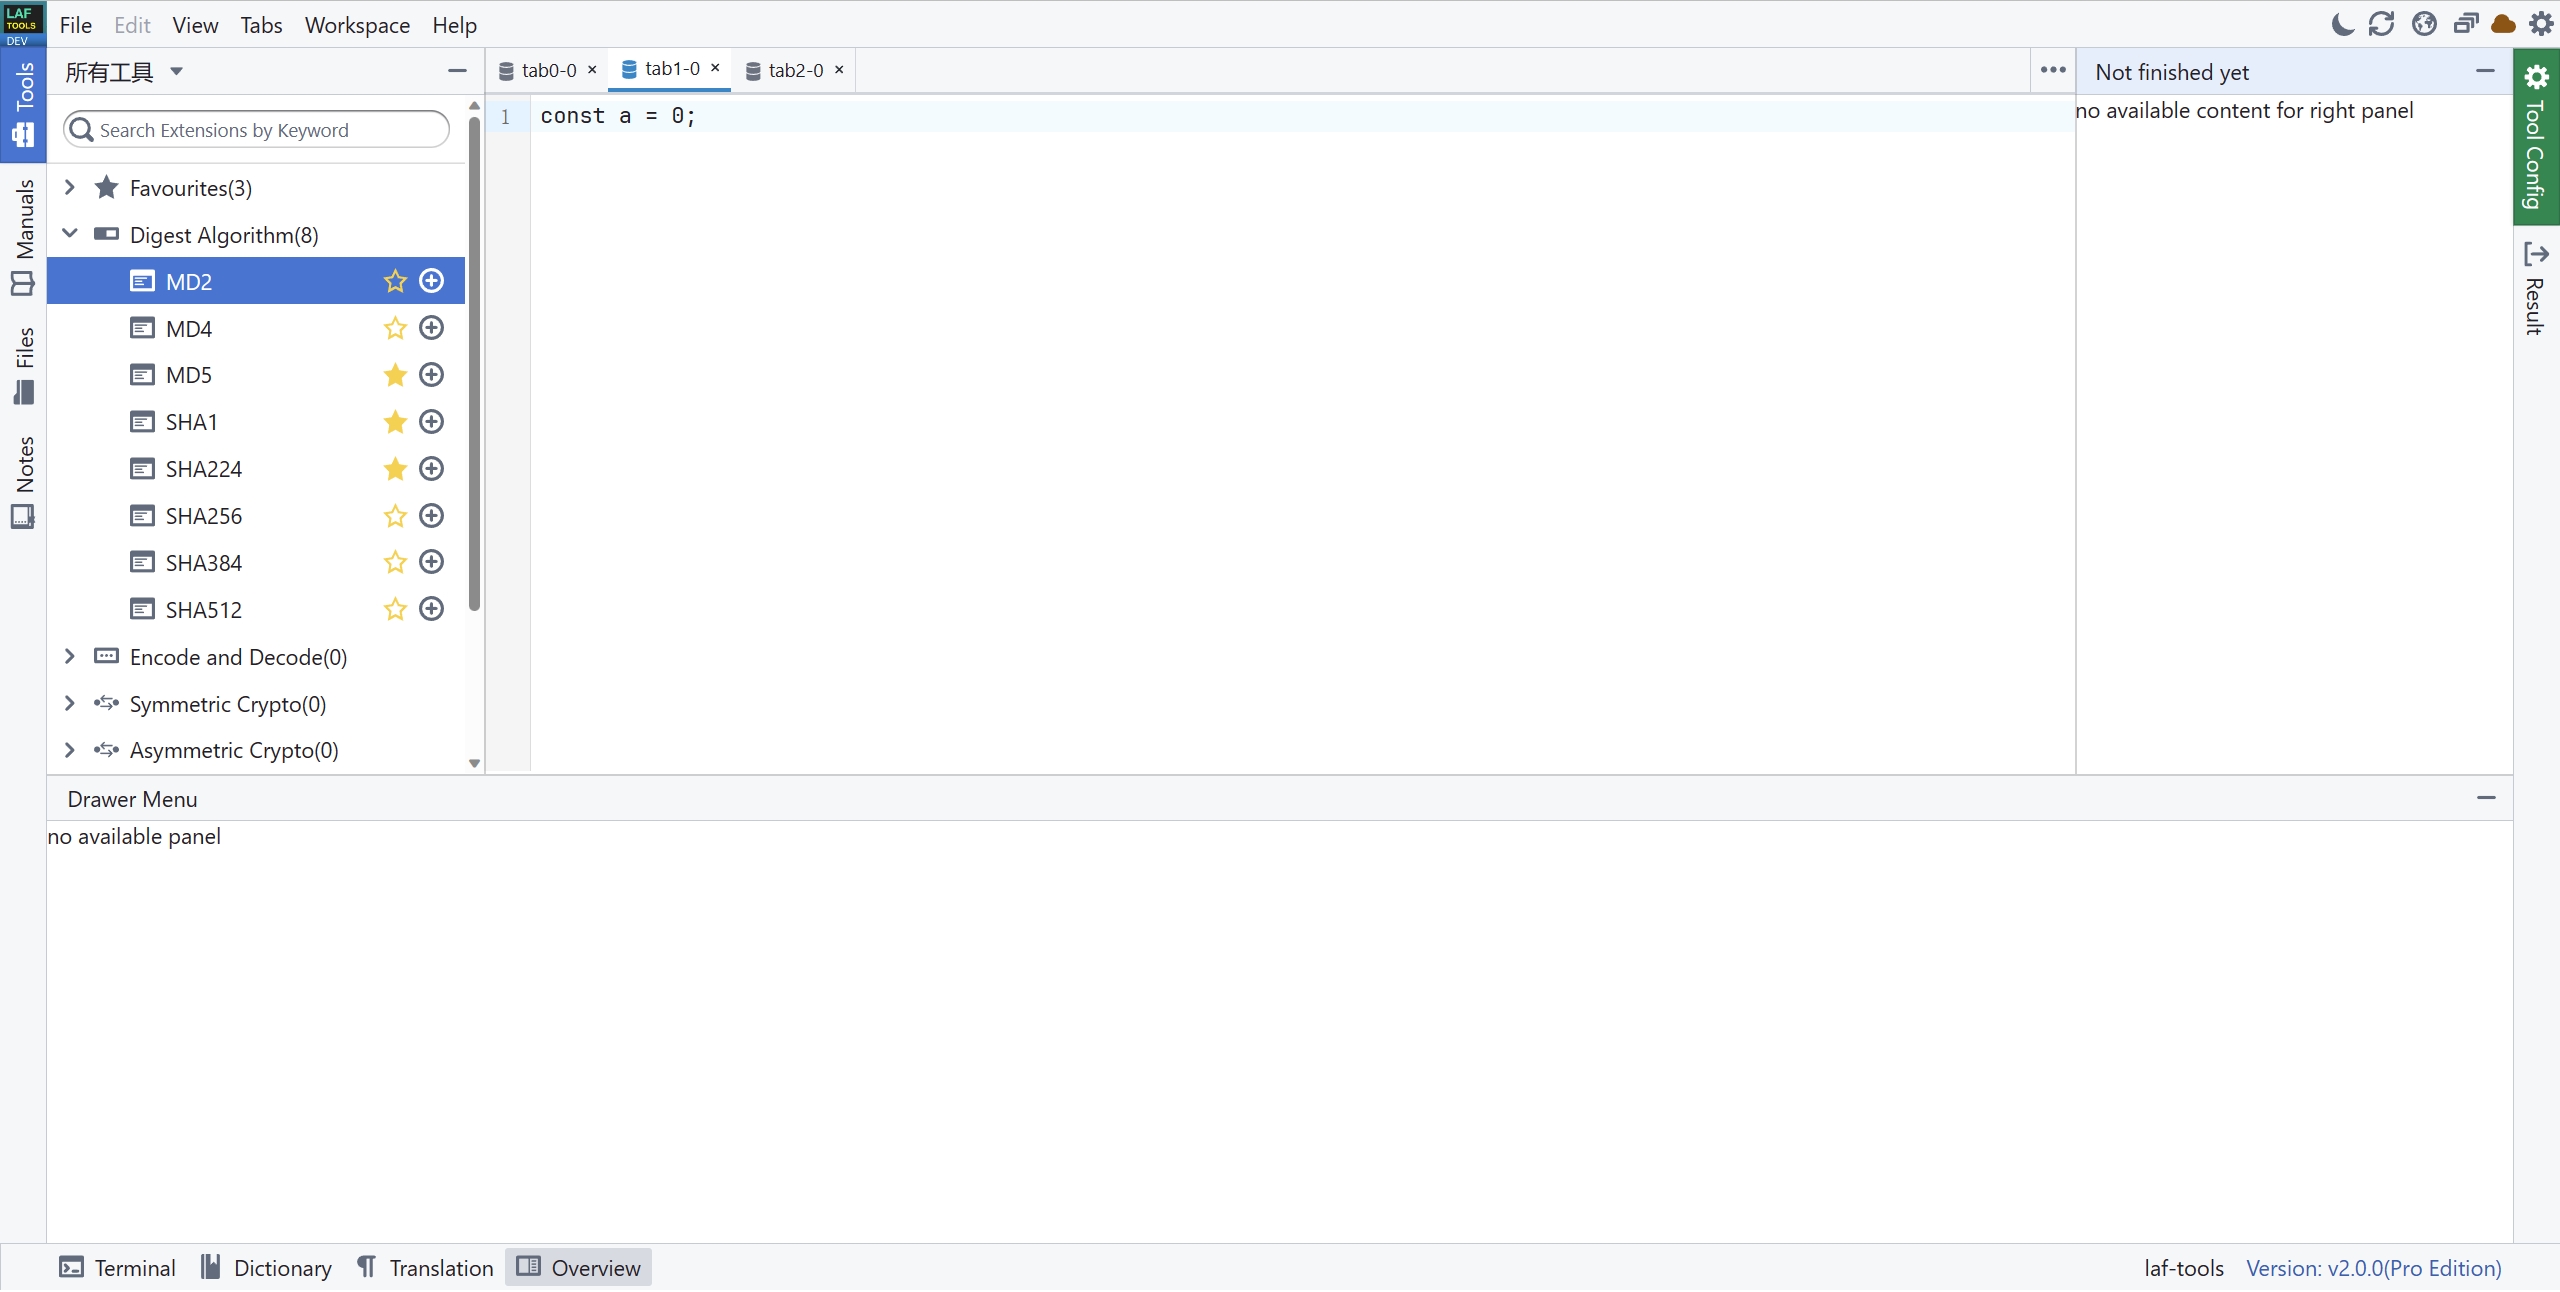 LAF
TOOLS
DEV
File Edit View Tabs Workspace Help
Tools
Manuals
Files
Notes
所有工具
Search Extensions by Keyword
Favourites(3)
Digest Algorithm(8)
MD2
MD4
MD5
SHA1
SHA224
SHA256
SHA384
SHA512
Encode and Decode(0)
Symmetric Crypto(0)
Asymmetric Crypto(0)
tab0-0 × tab1-0 × tab2-0 ×
1 const a = 0;
Not finished yet
no available content for right panel
Tool Config
Result
Drawer Menu
no available panel
Terminal Dictionary Translation Overview
laf-tools Version: v2.0.0(Pro Edition)